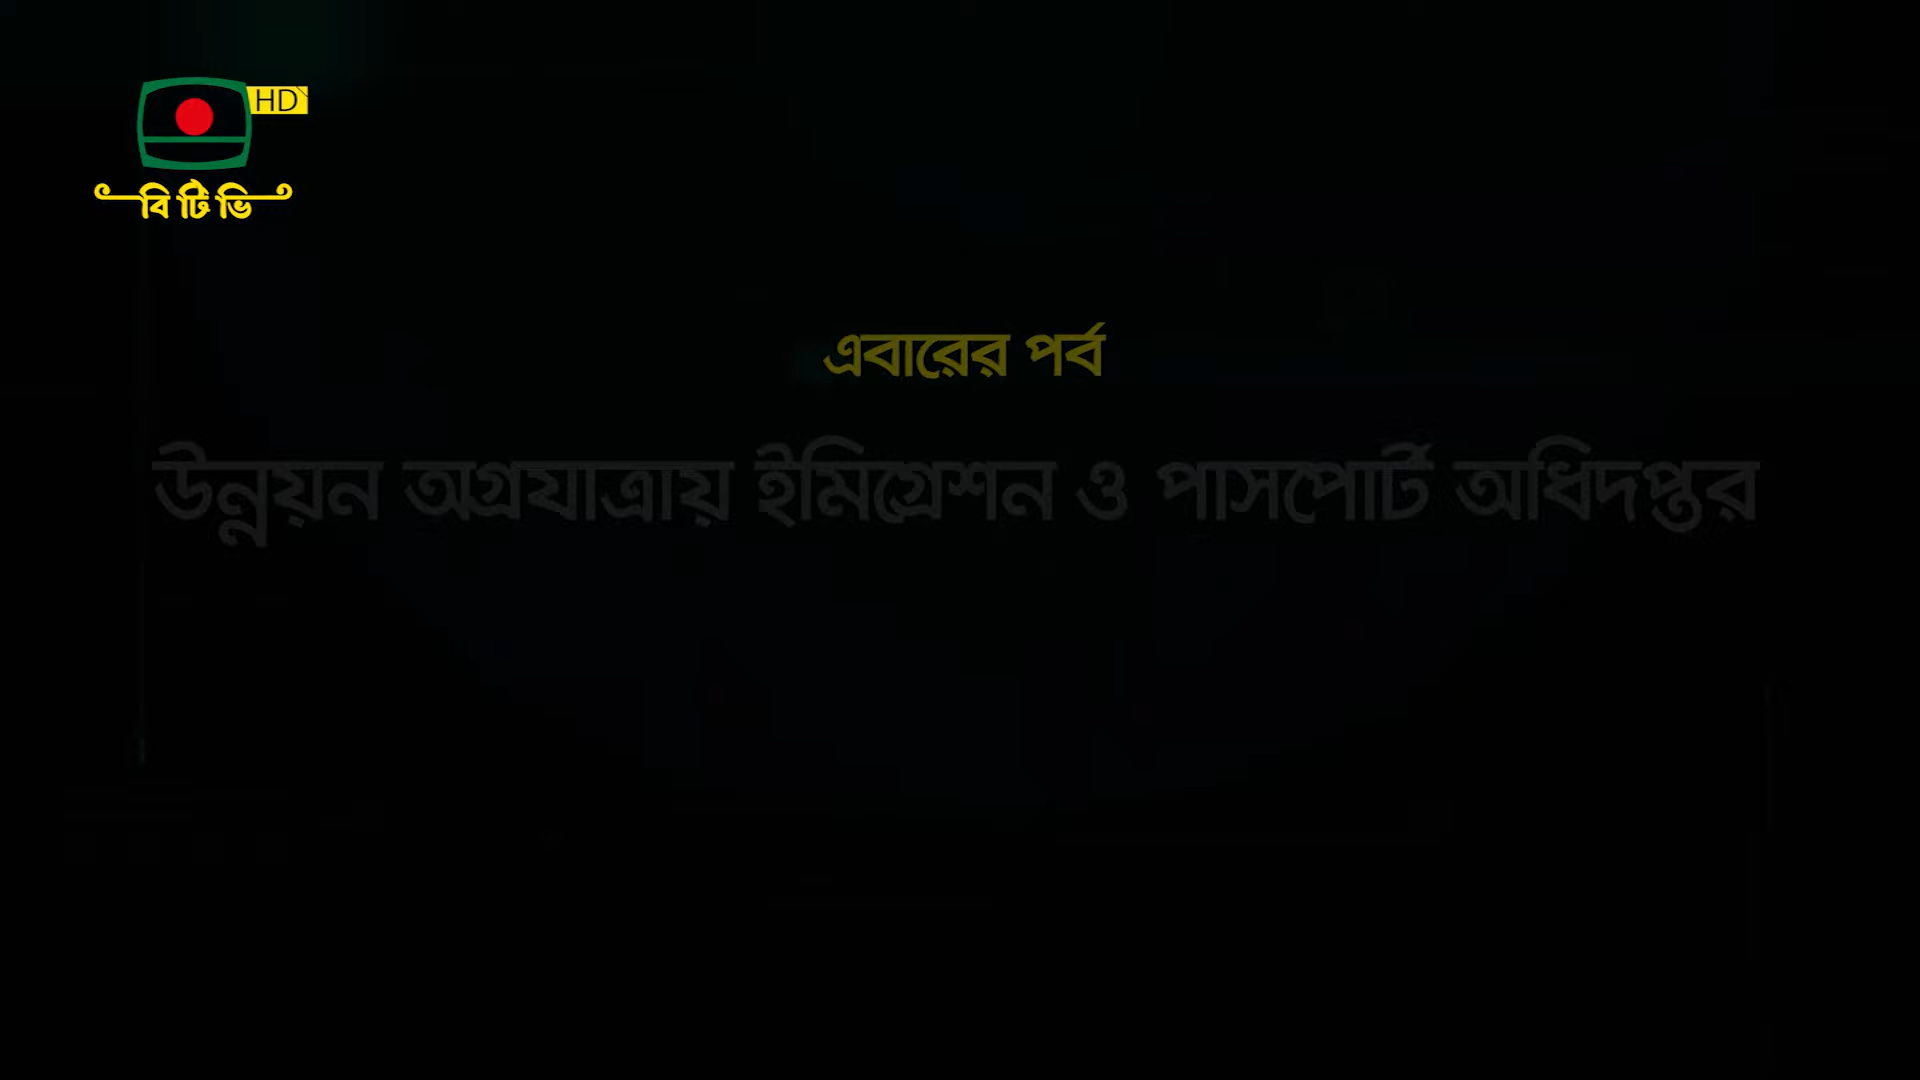 HD
বিটিভি
এবারের পর্ব
উন্নয়ন অগ্রযাত্রায় ইমিগ্রেশন ও পাসপোর্ট অধিদপ্তর